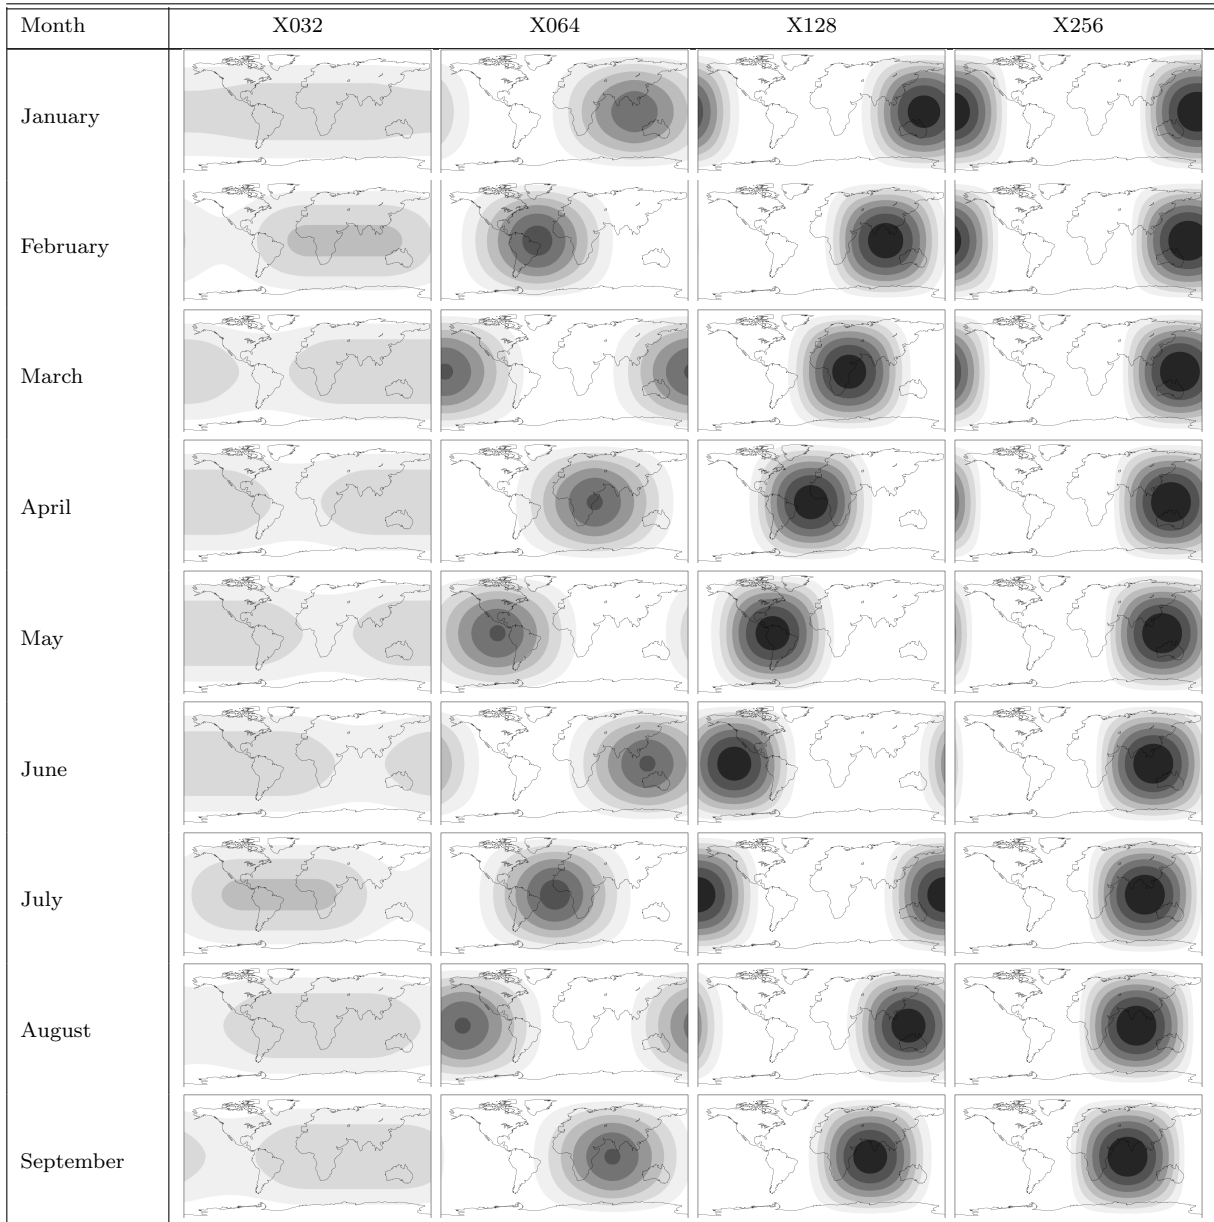 Month X032 X064 X128 X256
January
February
March
April
May
June
July
August
September